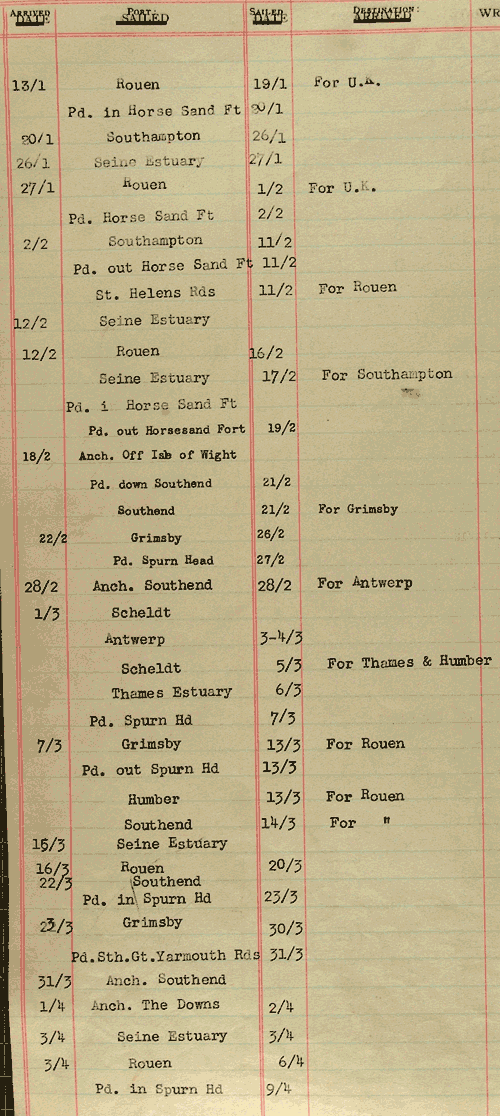 ARRIVED DATE PORT: SAILED SAILED DATE DESTINATION: ARRIVED WR
13/1 Rouen 19/1 For U.K.
Pd. in Horse Sand Ft 20/1
20/1 Southampton 26/1
26/1 Seine Estuary 27/1
27/1 Rouen 1/2 For U.K.
Pd. Horse Sand Ft 2/2
2/2 Southampton 11/2
Pd. out Horse Sand Ft 11/2
St. Helens Rds 11/2 For Rouen
12/2 Seine Estuary
12/2 Rouen 16/2
Seine Estuary 17/2 For Southampton
Pd. i Horse Sand Ft
Pd. out Horsesand Fort 19/2
18/2 Anch. Off Isle of Wight
Pd. down Southend 21/2
Southend 21/2 For Grimsby
22/2 Grimsby 26/2
Pd. Spurn Head 27/2
28/2 Anch. Southend 28/2 For Antwerp
1/3 Scheldt
Antwerp 3-4/3
Scheldt 5/3 For Thames & Humber
Thames Estuary 6/3
Pd. Spurn Hd 7/3
7/3 Grimsby 13/3 For Rouen
Pd. out Spurn Hd 13/3
Humber 13/3 For Rouen
Southend 14/3 For "
15/3 Seine Estuary
16/3 Rouen 20/3
22/3 Southend
Pd. in Spurn Hd 23/3
23/3 Grimsby 30/3
Pd.Sth.Gt.Yarmouth Rds 31/3
31/3 Anch. Southend
1/4 Anch. The Downs 2/4
3/4 Seine Estuary 3/4
3/4 Rouen 6/4
Pd. in Spurn Hd 9/4